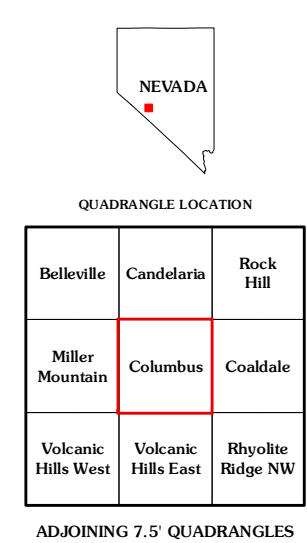 NEVADA
QUADRANGLE LOCATION
Belleville
Candelaria
Rock
Hill
Miller
Mountain
Columbus
Coaldale
Volcanic
Hills West
Volcanic
Hills East
Rhyolite
Ridge NW
ADJOINING 7.5' QUADRANGLES